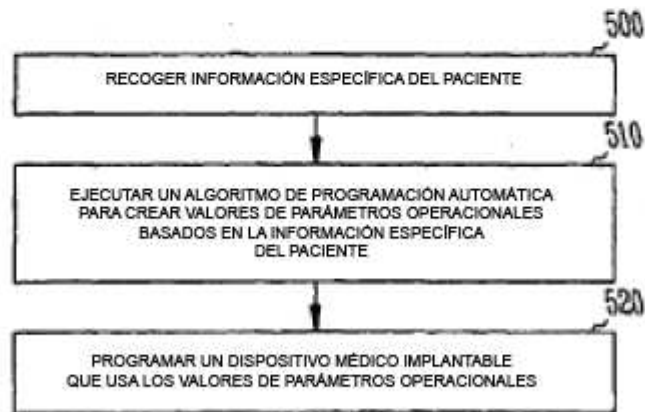 500
RECOGER INFORMACIÓN ESPECÍFICA DEL PACIENTE
510
EJECUTAR UN ALGORITMO DE PROGRAMACIÓN AUTOMÁTICA
PARA CREAR VALORES DE PARÁMETROS OPERACIONALES
BASADOS EN LA INFORMACIÓN ESPECÍFICA
DEL PACIENTE
520
PROGRAMAR UN DISPOSITIVO MÉDICO IMPLANTABLE
QUE USA LOS VALORES DE PARÁMETROS OPERACIONALES